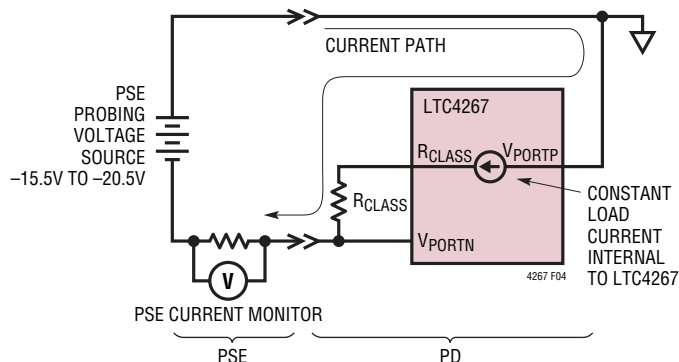 CURRENT PATH
PSE
PROBING
VOLTAGE
SOURCE
–15.5V TO –20.5V
LTC4267
RCLASS
VPORTP
RCLASS
VPORTN
CONSTANT
LOAD
CURRENT
INTERNAL
TO LTC4267
4267 F04
V
PSE CURRENT MONITOR
PSE
PD